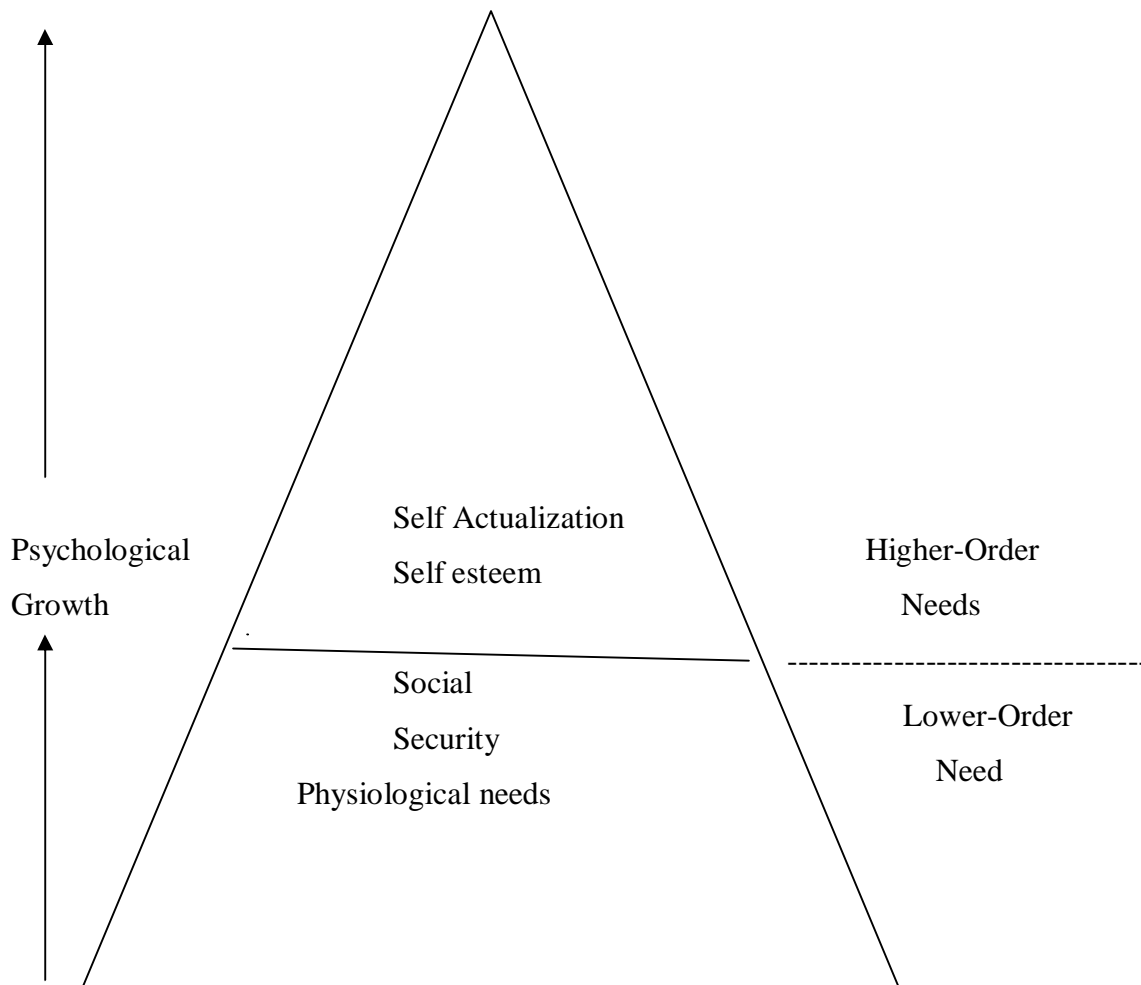 Self Actualization
Psychological
Higher-Order
Self esteem
Growth
Needs
Social
Lower-Order
Security
Need
Physiological needs